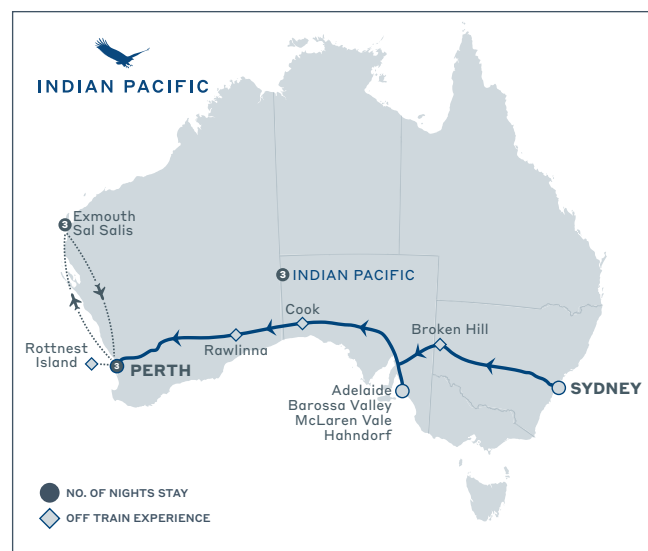 INDIAN PACIFIC
3 Exmouth
Sal Salis
3 INDIAN PACIFIC
Cook
Broken Hill
Rawlinna
Rottnest
Island
3 PERTH
SYDNEY
Adelaide
Barossa Valley
McLaren Vale
Hahndorf
NO. OF NIGHTS STAY
OFF TRAIN EXPERIENCE